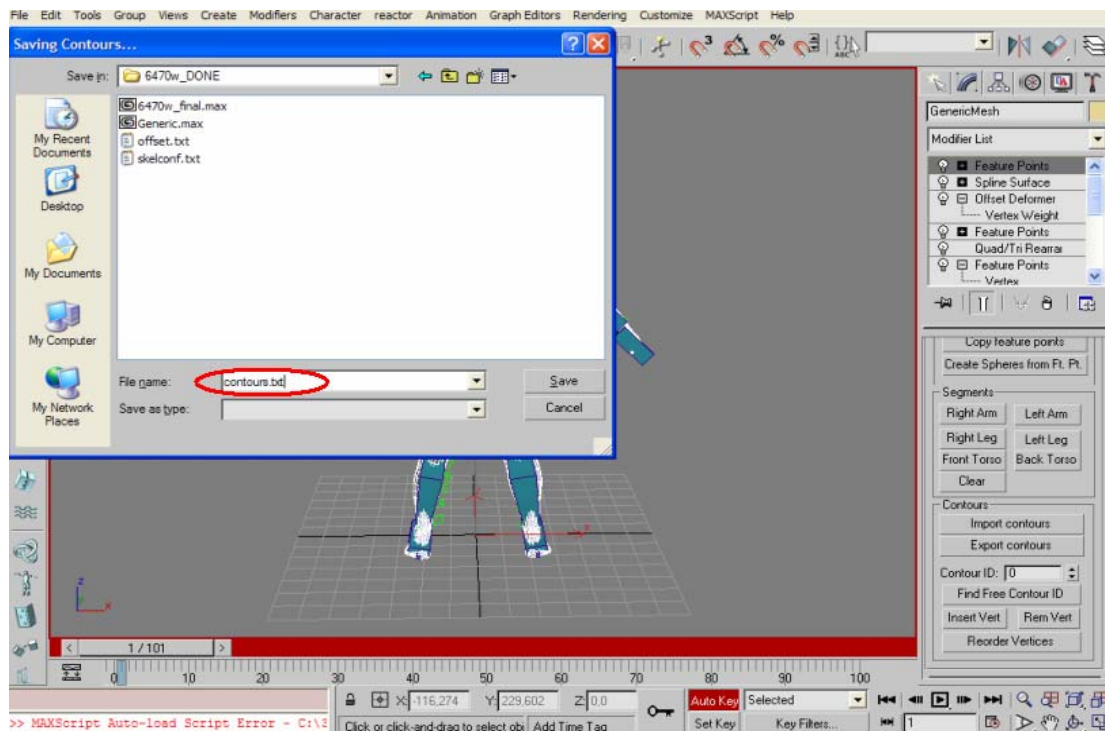 File Edit Tools Group Views Create Modifiers Character reactor Animation Graph Editors Rendering Customize MAXScript Help
Saving Contours...
Save in: 6470w_DONE
My Recent Documents
Desktop
My Documents
My Computer
My Network Places
6470w_final.max
Generic.max
offset.txt
skelconf.txt
File name: contours.txt
Save
Save as type:
Cancel
GenericMesh
Modifier List
Feature Points
Spline Surface
Offset Deformer
Vertex Weight
Feature Points
Quad/Tri Rearrar
Feature Points
Vertex
Copy feature points
Create Spheres from Ft. Pt.
Segments
Right Arm Left Arm
Right Leg Left Leg
Front Torso Back Torso
Clear
Contours
Import contours
Export contours
Contour ID: 0
Find Free Contour ID
Insert Vert Rem Vert
Reorder Vertices
z
x
x
< 1 / 101 >
0 10 20 30 40 50 60 70 80 90 100
X: -116,274 Y: 229,602 Z: 0,0
Auto Key Selected
1
>> MAXScript Auto-load Script Error - C:\3
Click or click-and-drag to select obj Add Time Tag
Set Key Key Filters...